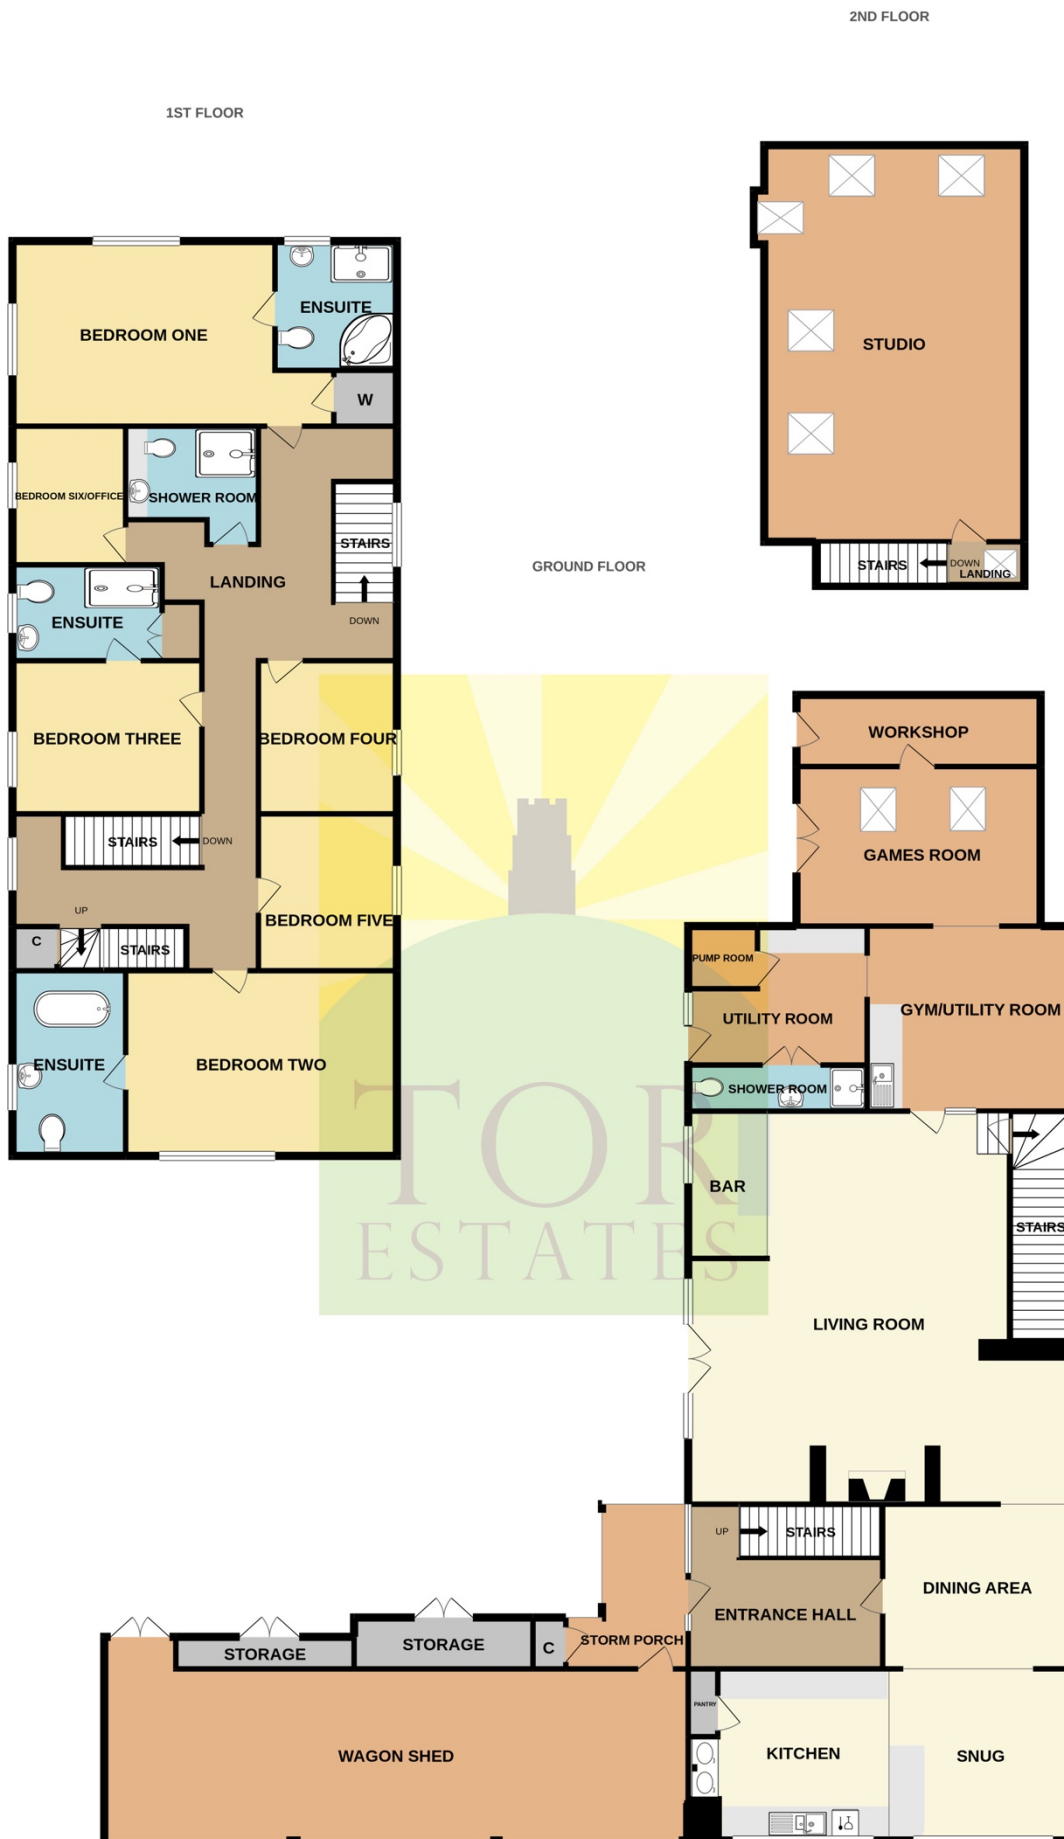 2ND FLOOR
1ST FLOOR
STUDIO
STAIRS
DOWN
LANDING
BEDROOM ONE
ENSUITE
W
BEDROOM SIX/OFFICE
SHOWER ROOM
STAIRS
LANDING
DOWN
ENSUITE
BEDROOM THREE
BEDROOM FOUR
STAIRS
DOWN
UP
BEDROOM FIVE
C
STAIRS
ENSUITE
BEDROOM TWO
GROUND FLOOR
WORKSHOP
GAMES ROOM
PUMP ROOM
UTILITY ROOM
GYM/UTILITY ROOM
SHOWER ROOM
BAR
STAIRS
LIVING ROOM
TOR
ESTATES
UP
STAIRS
DINING AREA
ENTRANCE HALL
STORM PORCH
C
STORAGE
STORAGE
WAGON SHED
PANTRY
KITCHEN
SNUG